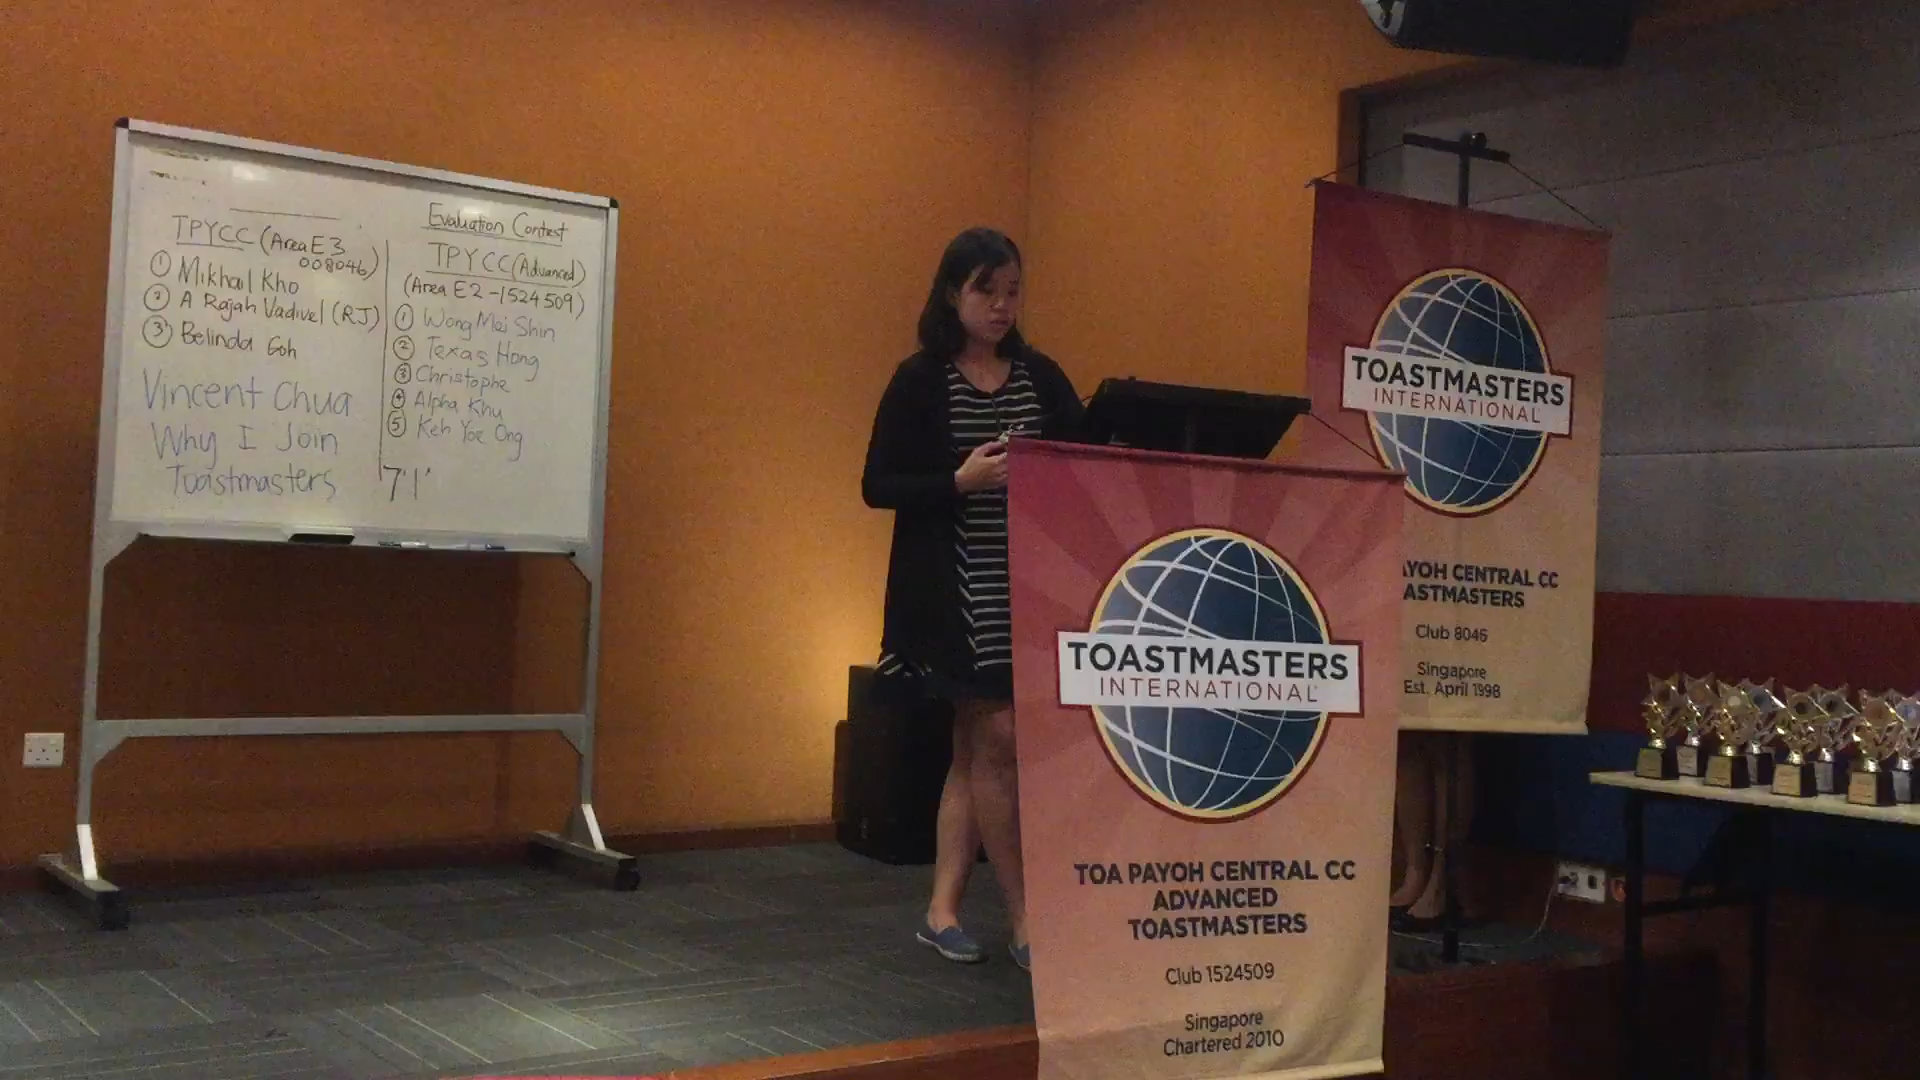 TPYCC (Area E3
008046)
① Mikhail Kho
② A Rajah Vadivel (RJ)
③ Belinda Goh
Vincent Chua
Why I Join
Toastmasters
Evaluation Contest
TPYCC (Advanced)
(Area E2 - 1524509)
① Wong Mei Shin
② Texas Hong
③ Christophe
④ Alpha Khu
⑤ Keh Yoe Ong
7'1'
TOASTMASTERS
INTERNATIONAL
TOA PAYOH CENTRAL CC
ADVANCED
TOASTMASTERS
Club 1524509
Singapore
Chartered 2010
TOASTMASTERS
INTERNATIONAL
AYOH CENTRAL CC
ASTMASTERS
Club 8046
Singapore
Est. April 1998